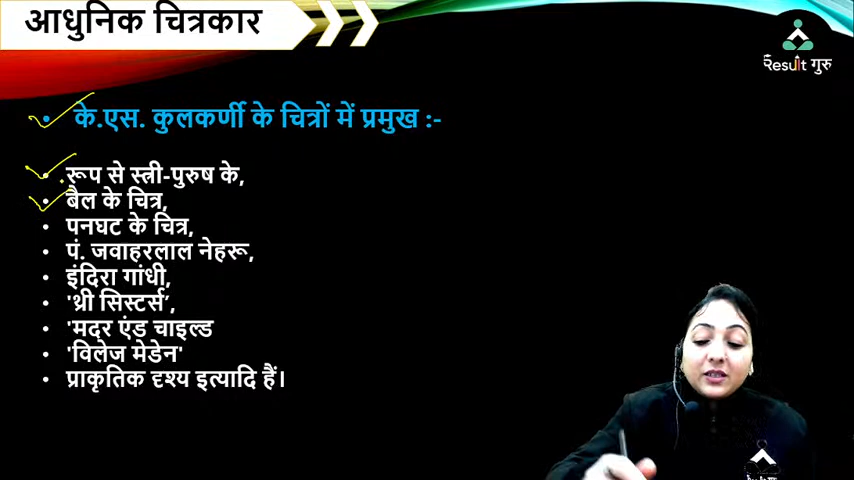 आधुनिक चित्रकार
Result गुरु
• के.एस. कुलकर्णी के चित्रों में प्रमुख :-
• रूप से स्त्री-पुरुष के,
• बैल के चित्र,
• पनघट के चित्र,
• पं. जवाहरलाल नेहरू,
• इंदिरा गांधी,
• 'थ्री सिस्टर्स',
• 'मदर एंड चाइल्ड
• 'विलेज मेडेन'
• प्राकृतिक दृश्य इत्यादि हैं।